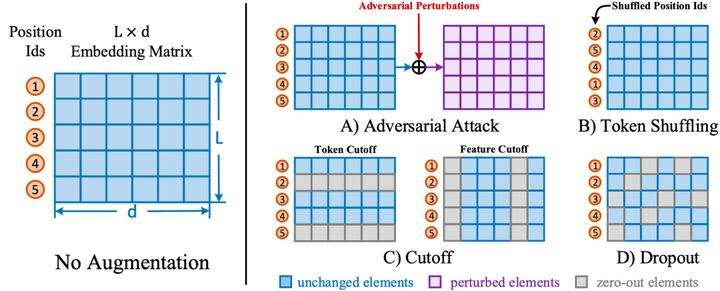 Position
Ids
L × d
Embedding Matrix
1
2
3
4
5
L
d
No Augmentation
Adversarial Perturbations
1
2
3
4
5
A) Adversarial Attack
Shuffled Position Ids
2
5
4
1
3
B) Token Shuffling
Token Cutoff
1
2
3
4
5
Feature Cutoff
1
2
3
4
5
C) Cutoff
1
2
3
4
5
D) Dropout
unchanged elements
perturbed elements
zero-out elements